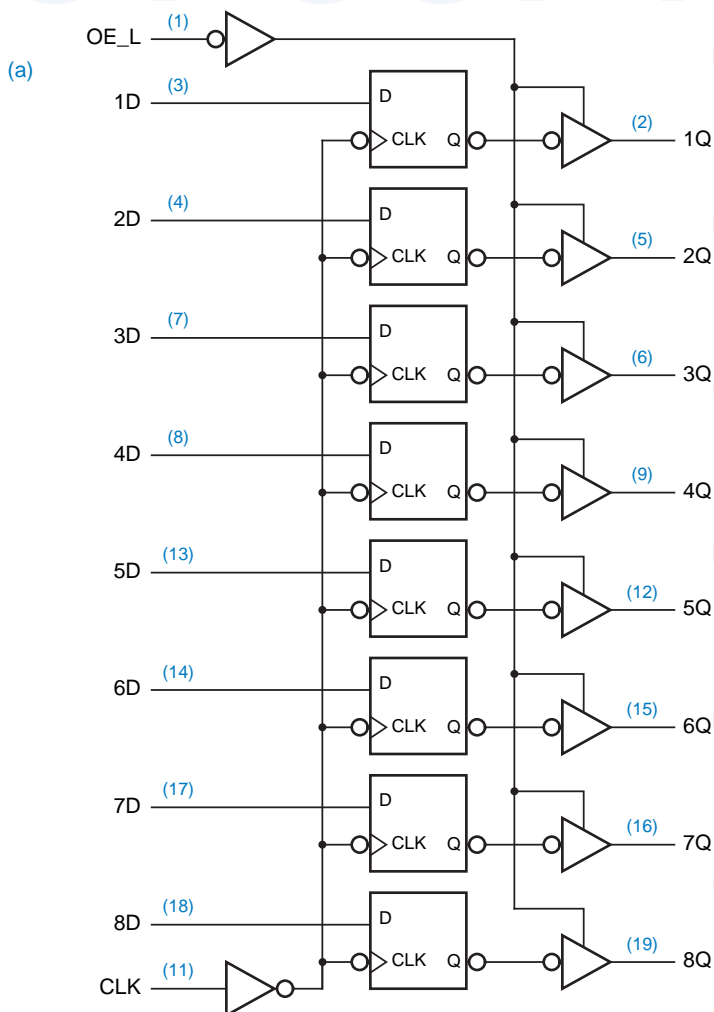 OE_L (1)
(a)
1D (3) D
CLK Q (2) 1Q
2D (4) D
CLK Q (5) 2Q
3D (7) D
CLK Q (6) 3Q
4D (8) D
CLK Q (9) 4Q
5D (13) D
CLK Q (12) 5Q
6D (14) D
CLK Q (15) 6Q
7D (17) D
CLK Q (16) 7Q
8D (18) D
CLK Q (19) 8Q
CLK (11)